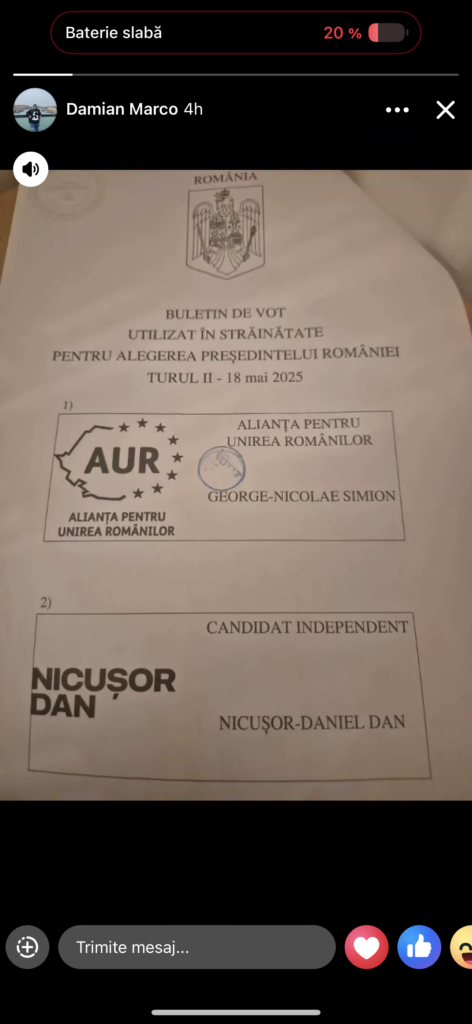 Baterie slabă
20 %
Damian Marco 4h
ROMÂNIA
BULETIN DE VOT
UTILIZAT ÎN STRĂINĂTATE
PENTRU ALEGEREA PREȘEDINTELUI ROMÂNIEI
TURUL II - 18 mai 2025
1)
AUR
ALIANȚA PENTRU
UNIREA ROMÂNILOR
ALIANȚA PENTRU
UNIREA ROMÂNILOR
GEORGE-NICOLAE SIMION
2)
CANDIDAT INDEPENDENT
NICUȘOR
DAN
NICUȘOR-DANIEL DAN
Trimite mesaj...